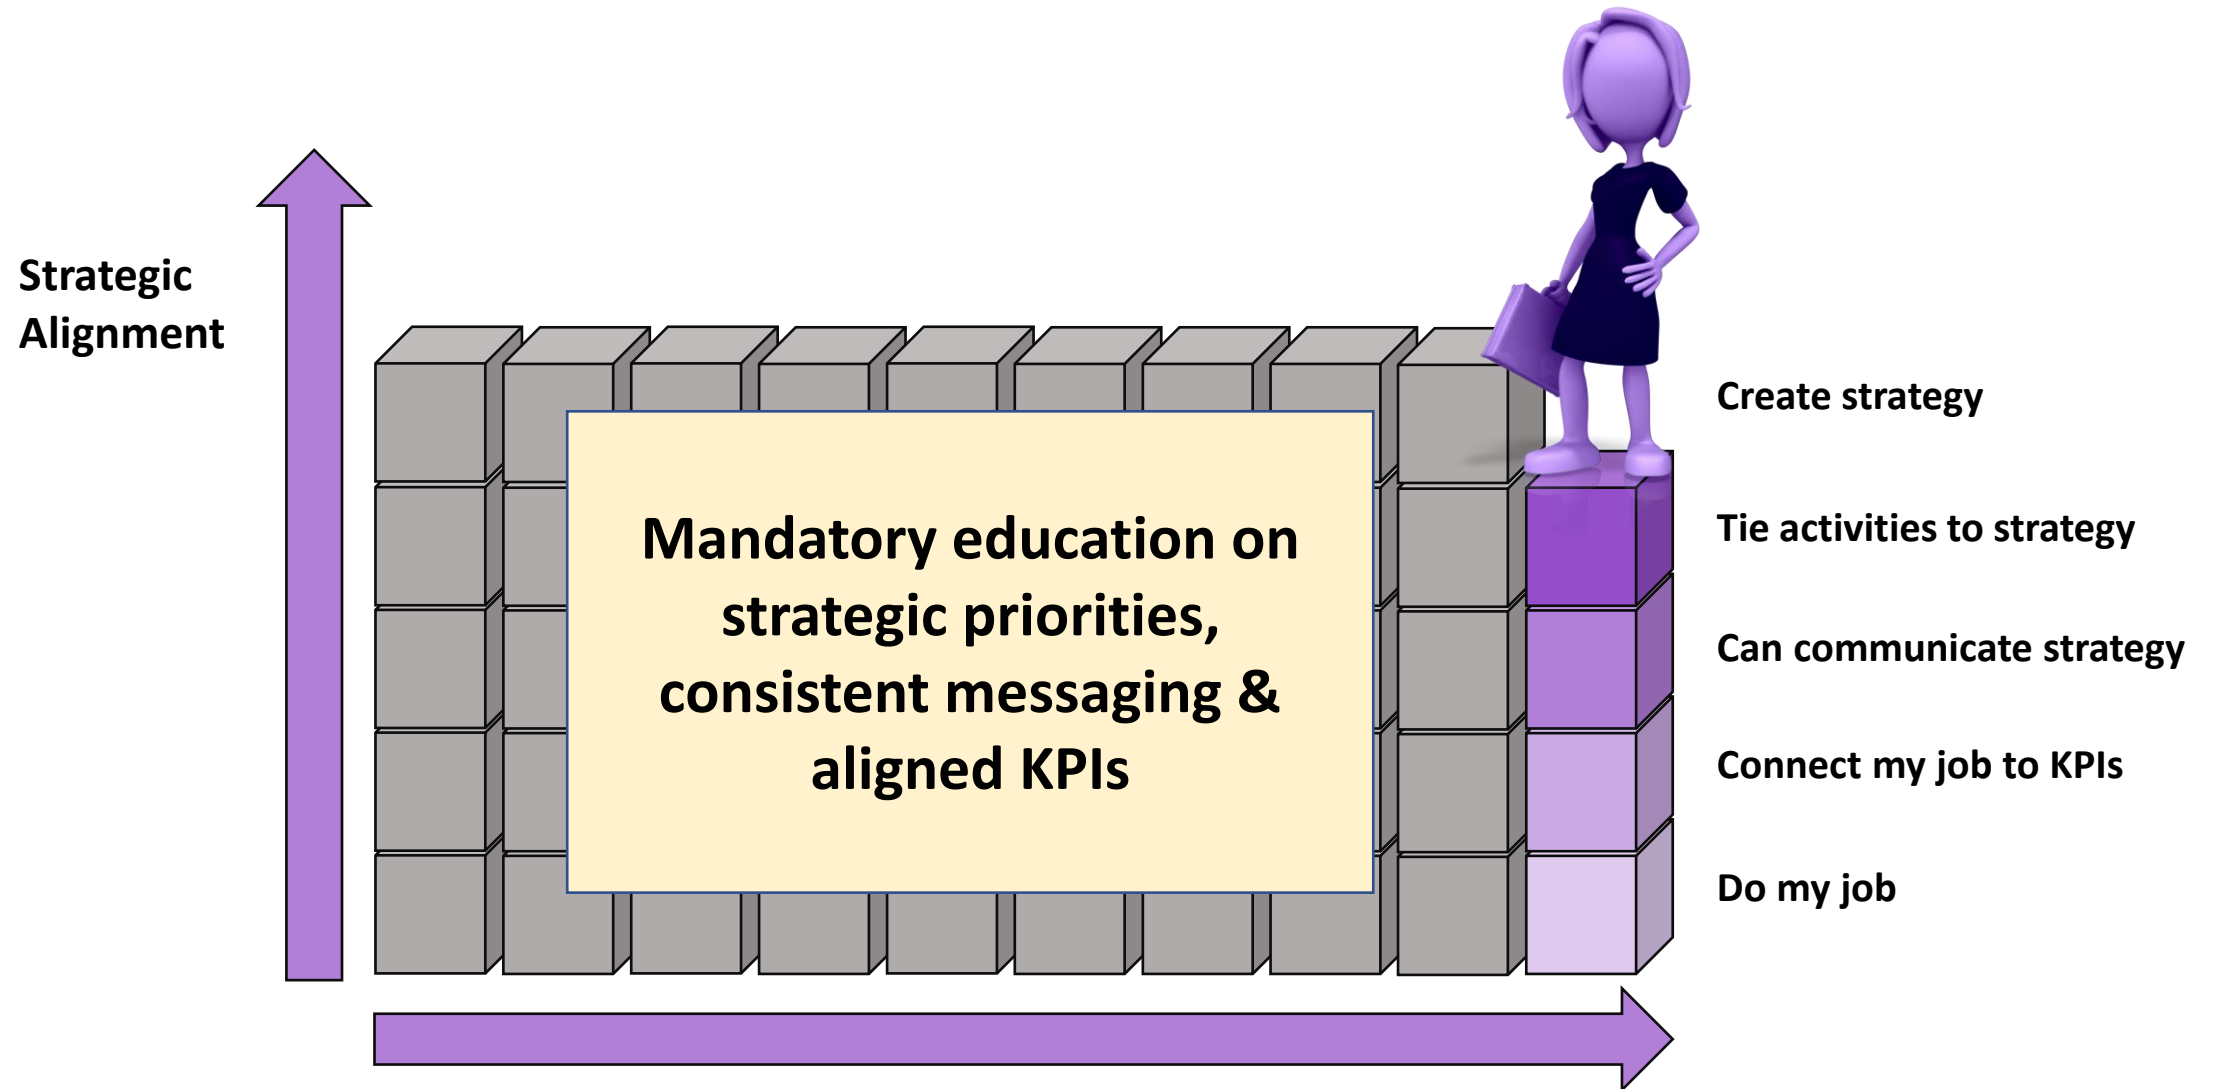 Strategic
Alignment
Mandatory education on
strategic priorities,
consistent messaging &
aligned KPIs
Create strategy
Tie activities to strategy
Can communicate strategy
Connect my job to KPIs
Do my job